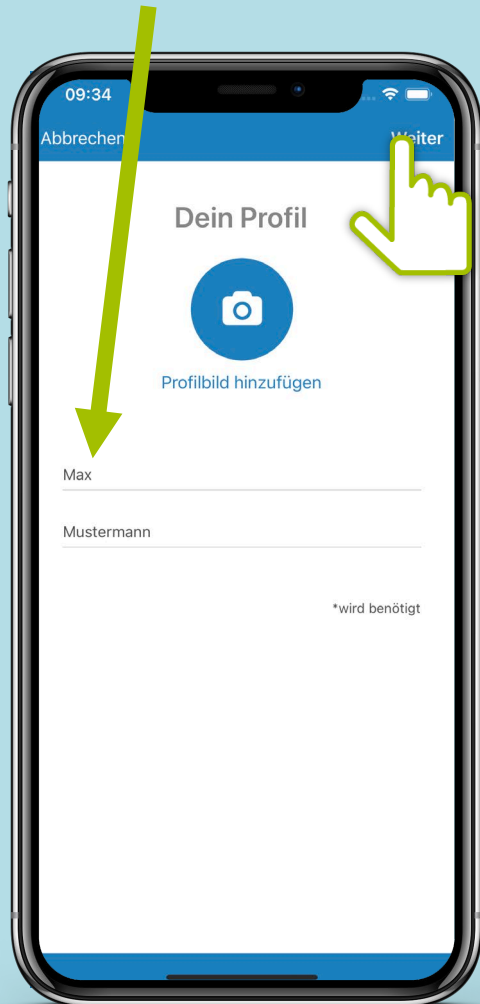 09:34
Abbrechen
Weiter
Dein Profil
Profilbild hinzufügen
Max
Mustermann
*wird benötigt